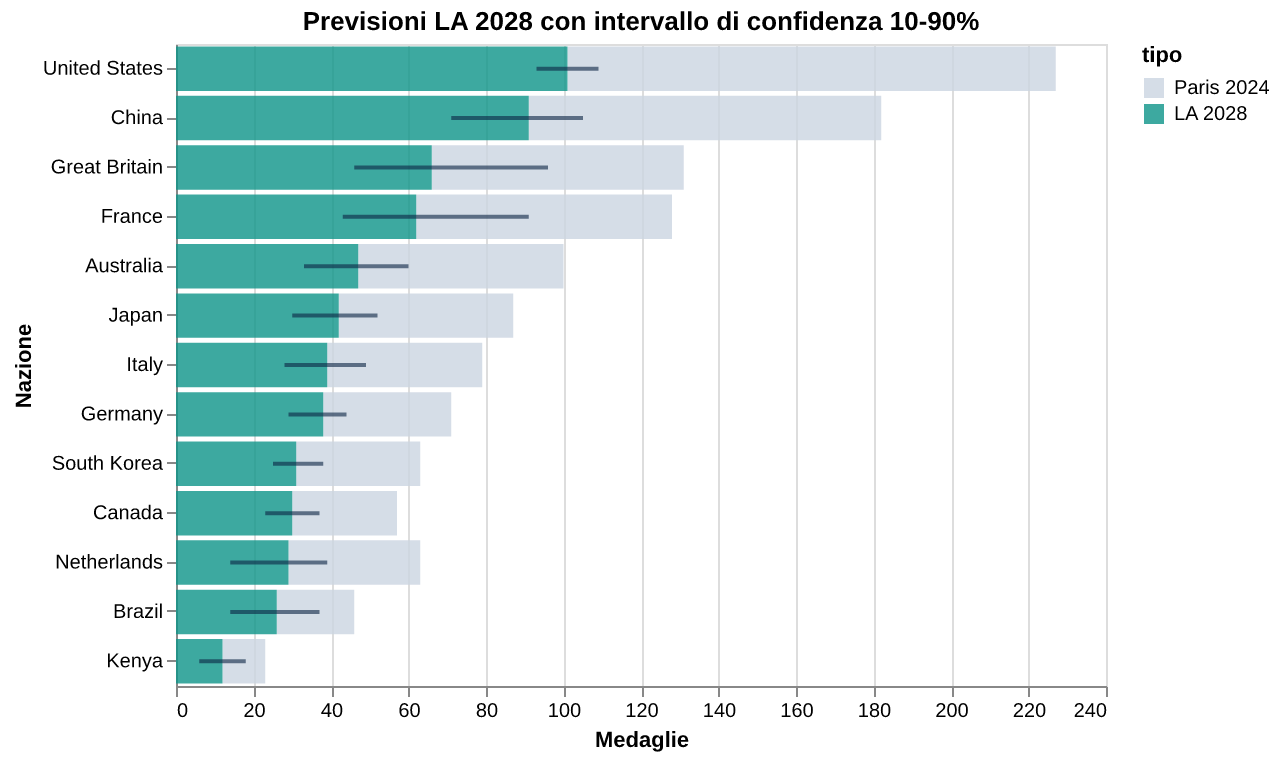 Previsioni LA 2028 con intervallo di confidenza 10-90%
tipo
Paris 2024
LA 2028
Nazione
United States
China
Great Britain
France
Australia
Japan
Italy
Germany
South Korea
Canada
Netherlands
Brazil
Kenya
0 20 40 60 80 100 120 140 160 180 200 220 240
Medaglie